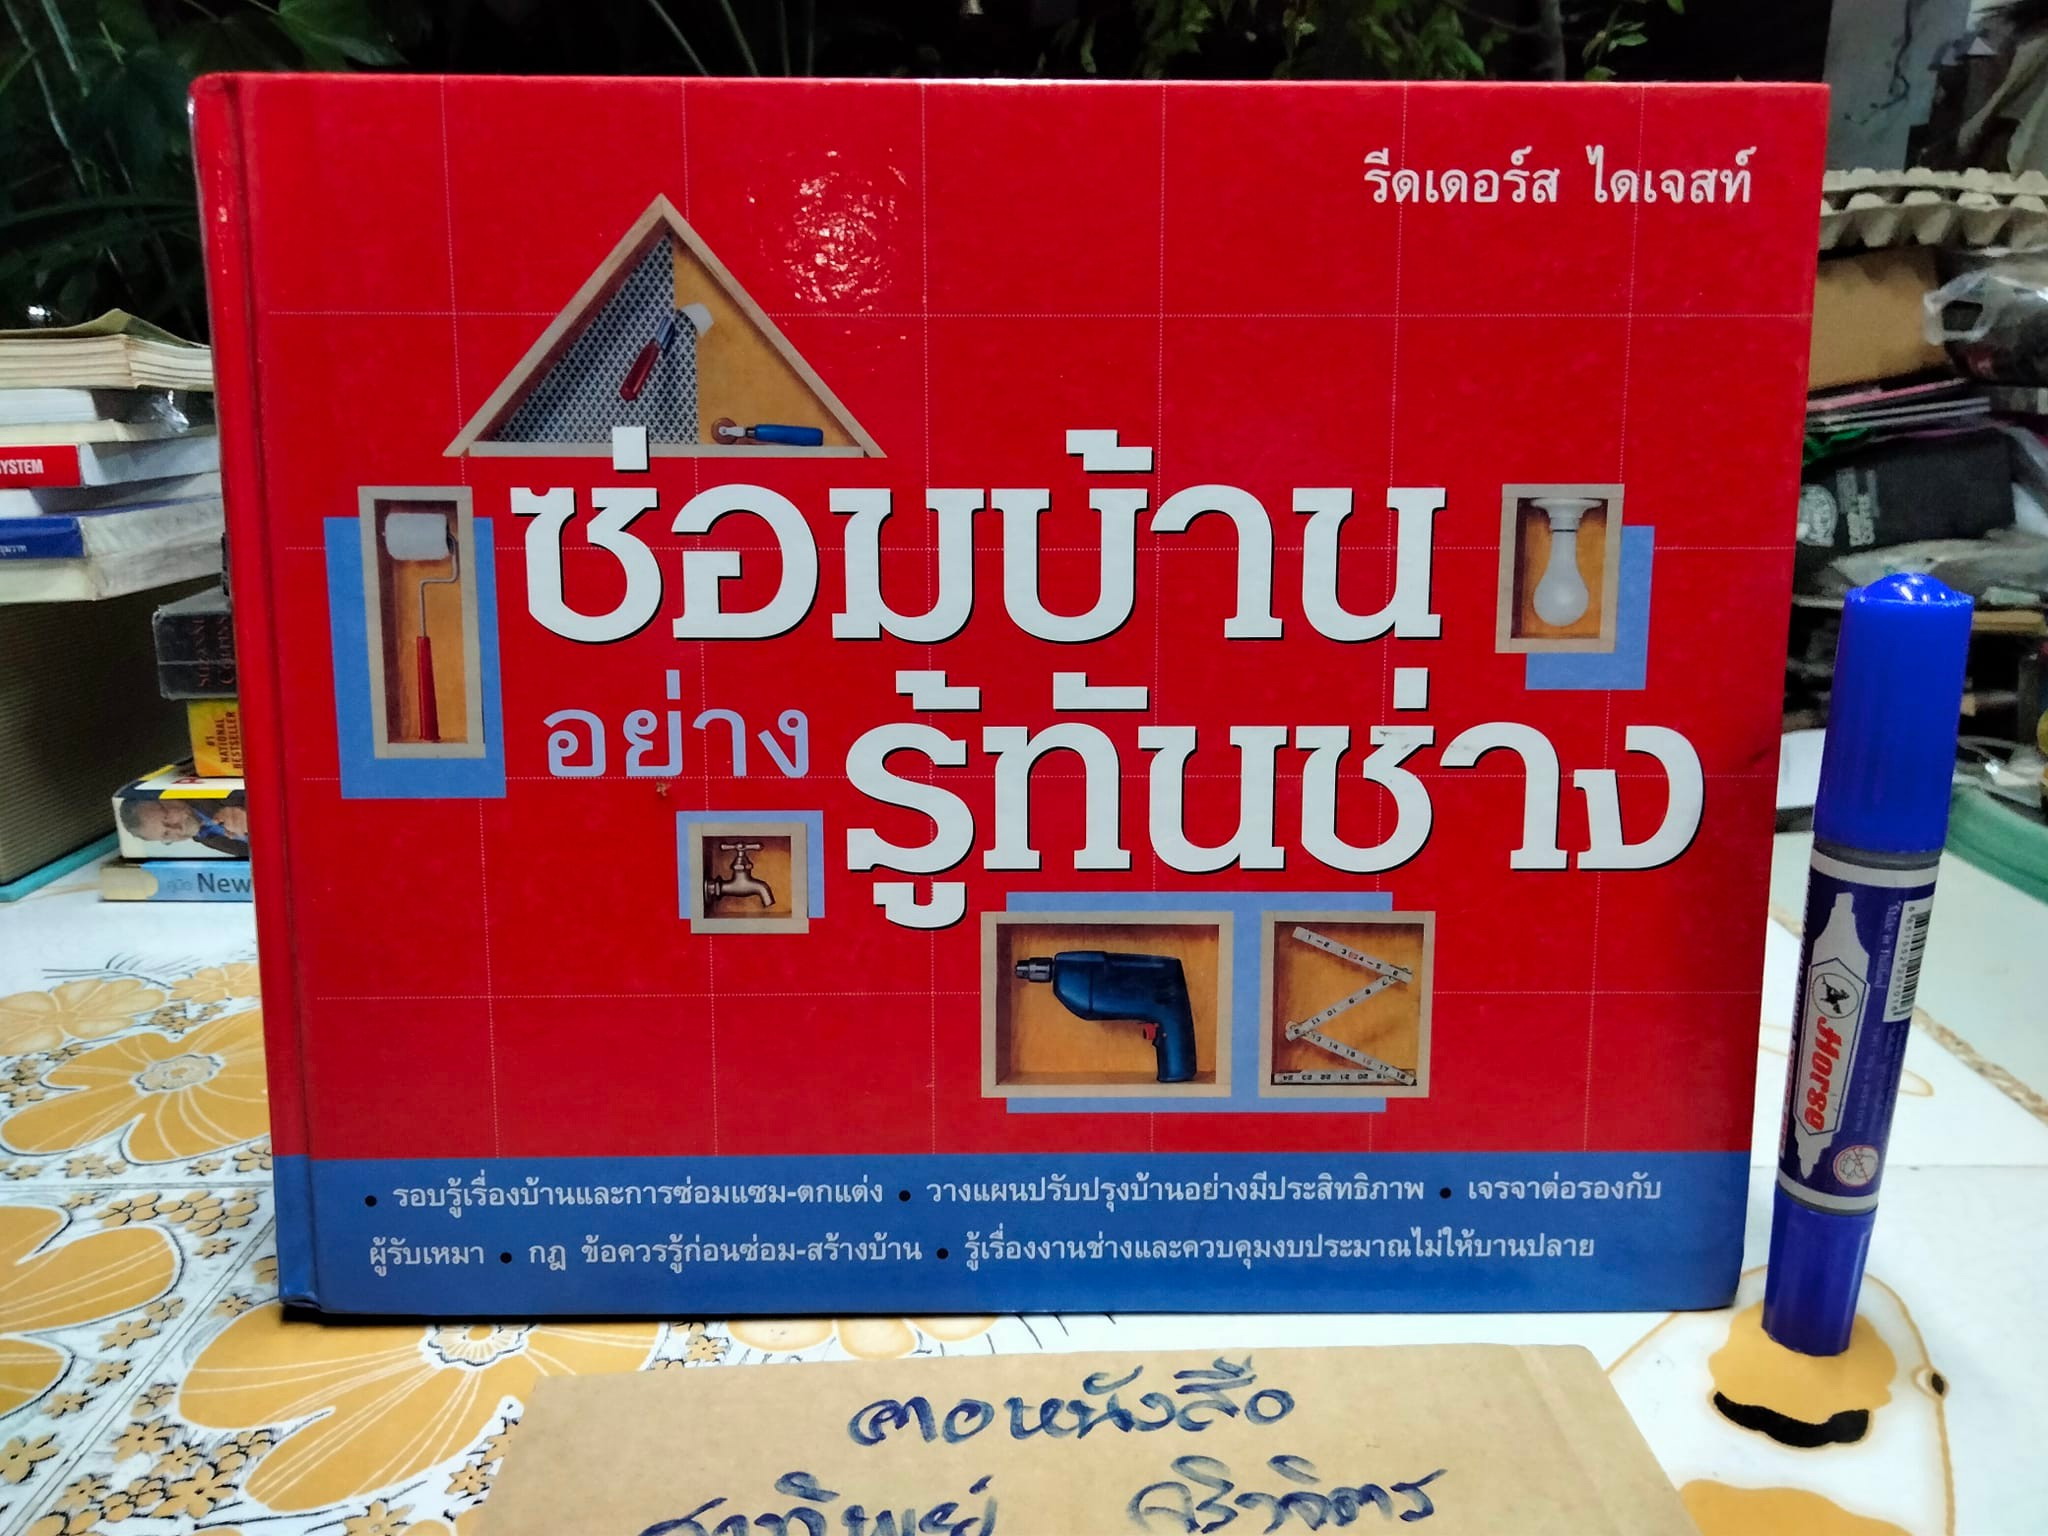 รีดเดอร์ส ไดเจสท์
ซ่อมบ้าน
อย่าง รู้ทันช่าง
• รอบรู้เรื่องบ้านและการซ่อมแซม-ตกแต่ง • วางแผนปรับปรุงบ้านอย่างมีประสิทธิภาพ • เจรจาต่อรองกับ
ผู้รับเหมา • กฎ ข้อควรรู้ก่อนซ่อม-สร้างบ้าน • รู้เรื่องงานช่างและควบคุมงบประมาณไม่ให้บานปลาย
SYSTEM
SUZANNE
COLLINS
#1
NATIONAL
BESTSELLER
New
Horse
คอหนังสือ